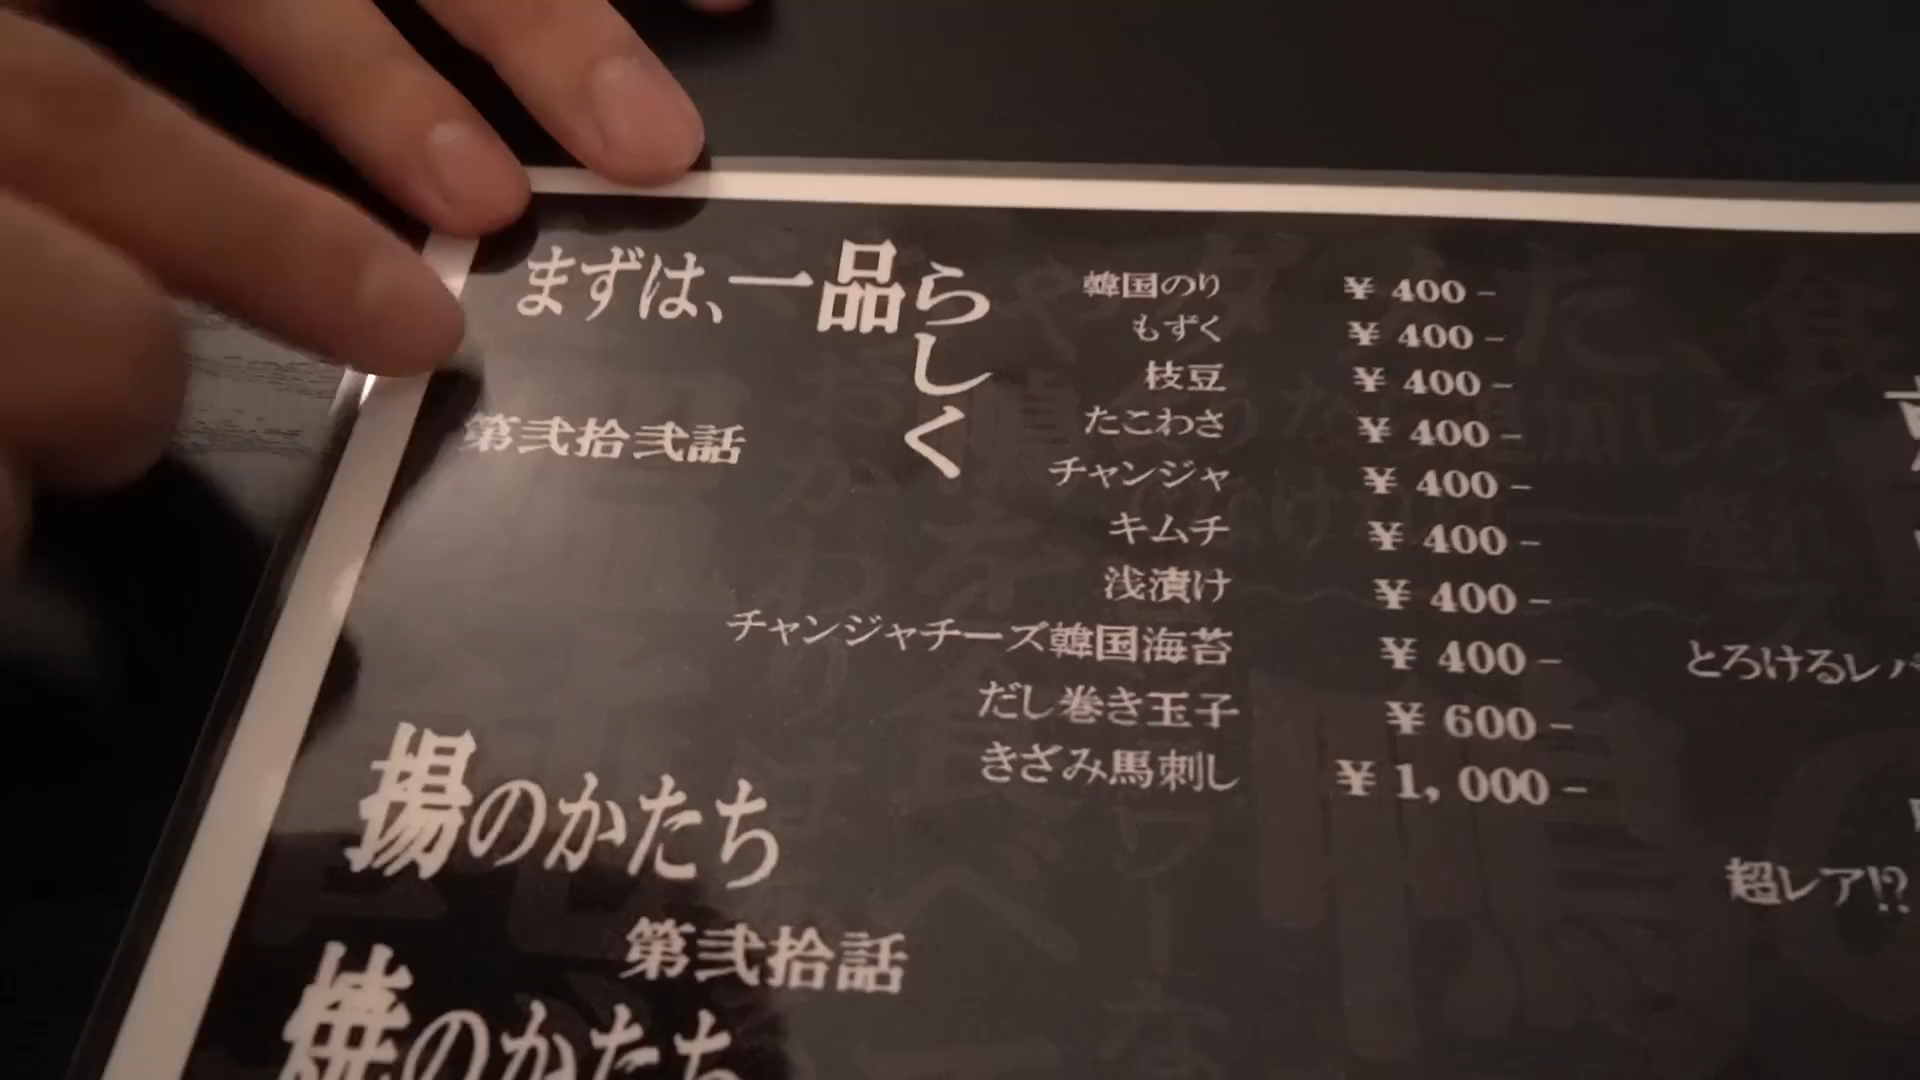 まずは、一品らしく
第弐拾弐話
韓国のり ¥ 400−
もずく ¥ 400−
枝豆 ¥ 400−
たこわさ ¥ 400−
チャンジャ ¥ 400−
キムチ ¥ 400−
浅漬け ¥ 400−
チャンジャチーズ韓国海苔 ¥ 400−
だし巻き玉子 ¥ 600−
きざみ馬刺し ¥ 1,000−
揚のかたち
第弐拾話
焼のかたち
とろけるレバ
超レア!?